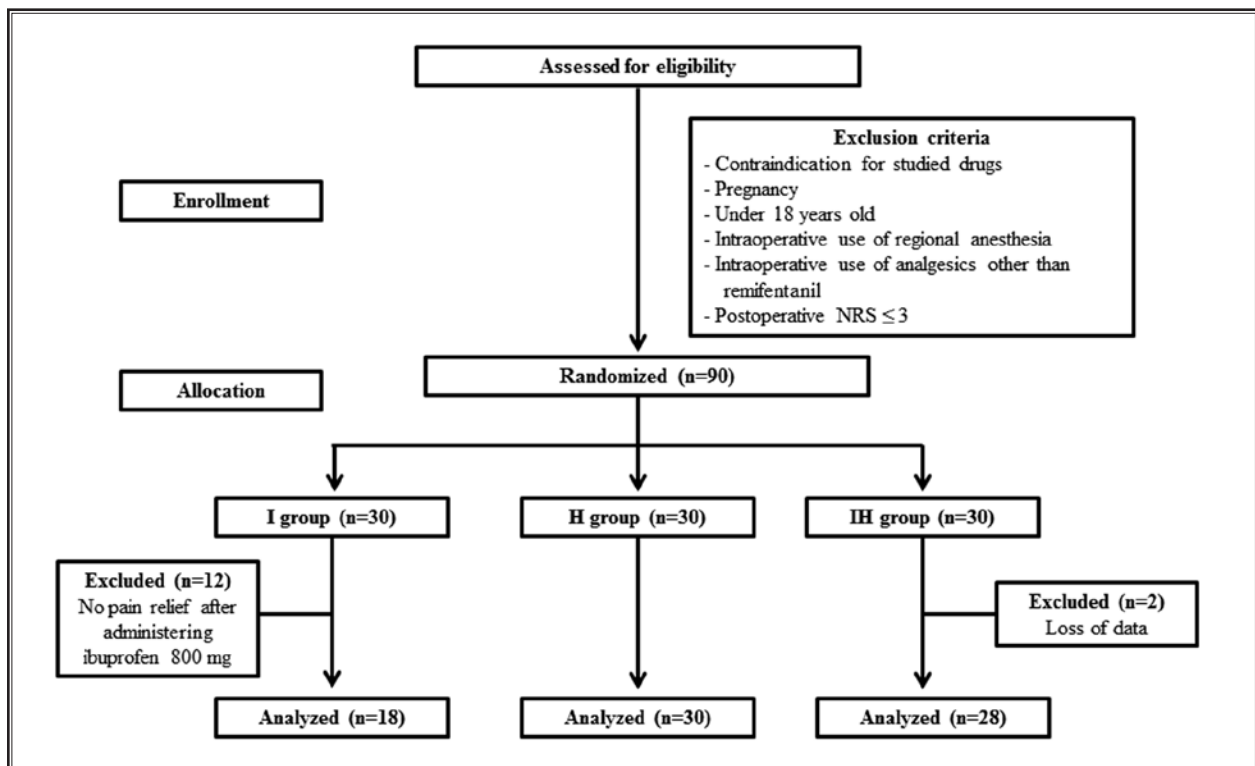 Assessed for eligibility
Exclusion criteria
- Contraindication for studied drugs
- Pregnancy
- Under 18 years old
- Intraoperative use of regional anesthesia
- Intraoperative use of analgesics other than
remifentanil
- Postoperative NRS ≤ 3
Enrollment
Randomized (n=90)
Allocation
I group (n=30)
H group (n=30)
IH group (n=30)
Excluded (n=12)
No pain relief after
administering
ibuprofen 800 mg
Excluded (n=2)
Loss of data
Analyzed (n=18)
Analyzed (n=30)
Analyzed (n=28)